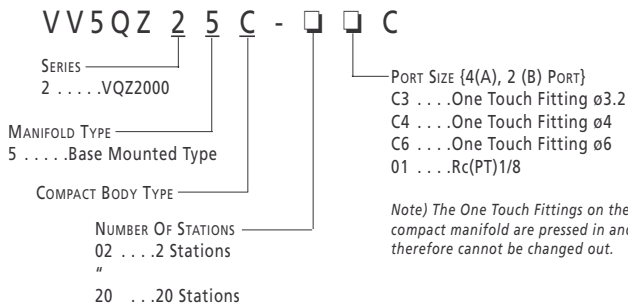 VV5QZ 2 5 C - ❏ ❏ C
SERIES
2 . . . . .VQZ2000
MANIFOLD TYPE
5 . . . . .Base Mounted Type
COMPACT BODY TYPE
NUMBER OF STATIONS
02 . . . .2 Stations
"
20 . . .20 Stations
PORT SIZE {4(A), 2 (B) PORT}
C3 . . . .One Touch Fitting ø3.2
C4 . . . .One Touch Fitting ø4
C6 . . . .One Touch Fitting ø6
01 . . . .Rc(PT)1/8
Note) The One Touch Fittings on the
compact manifold are pressed in and
therefore cannot be changed out.